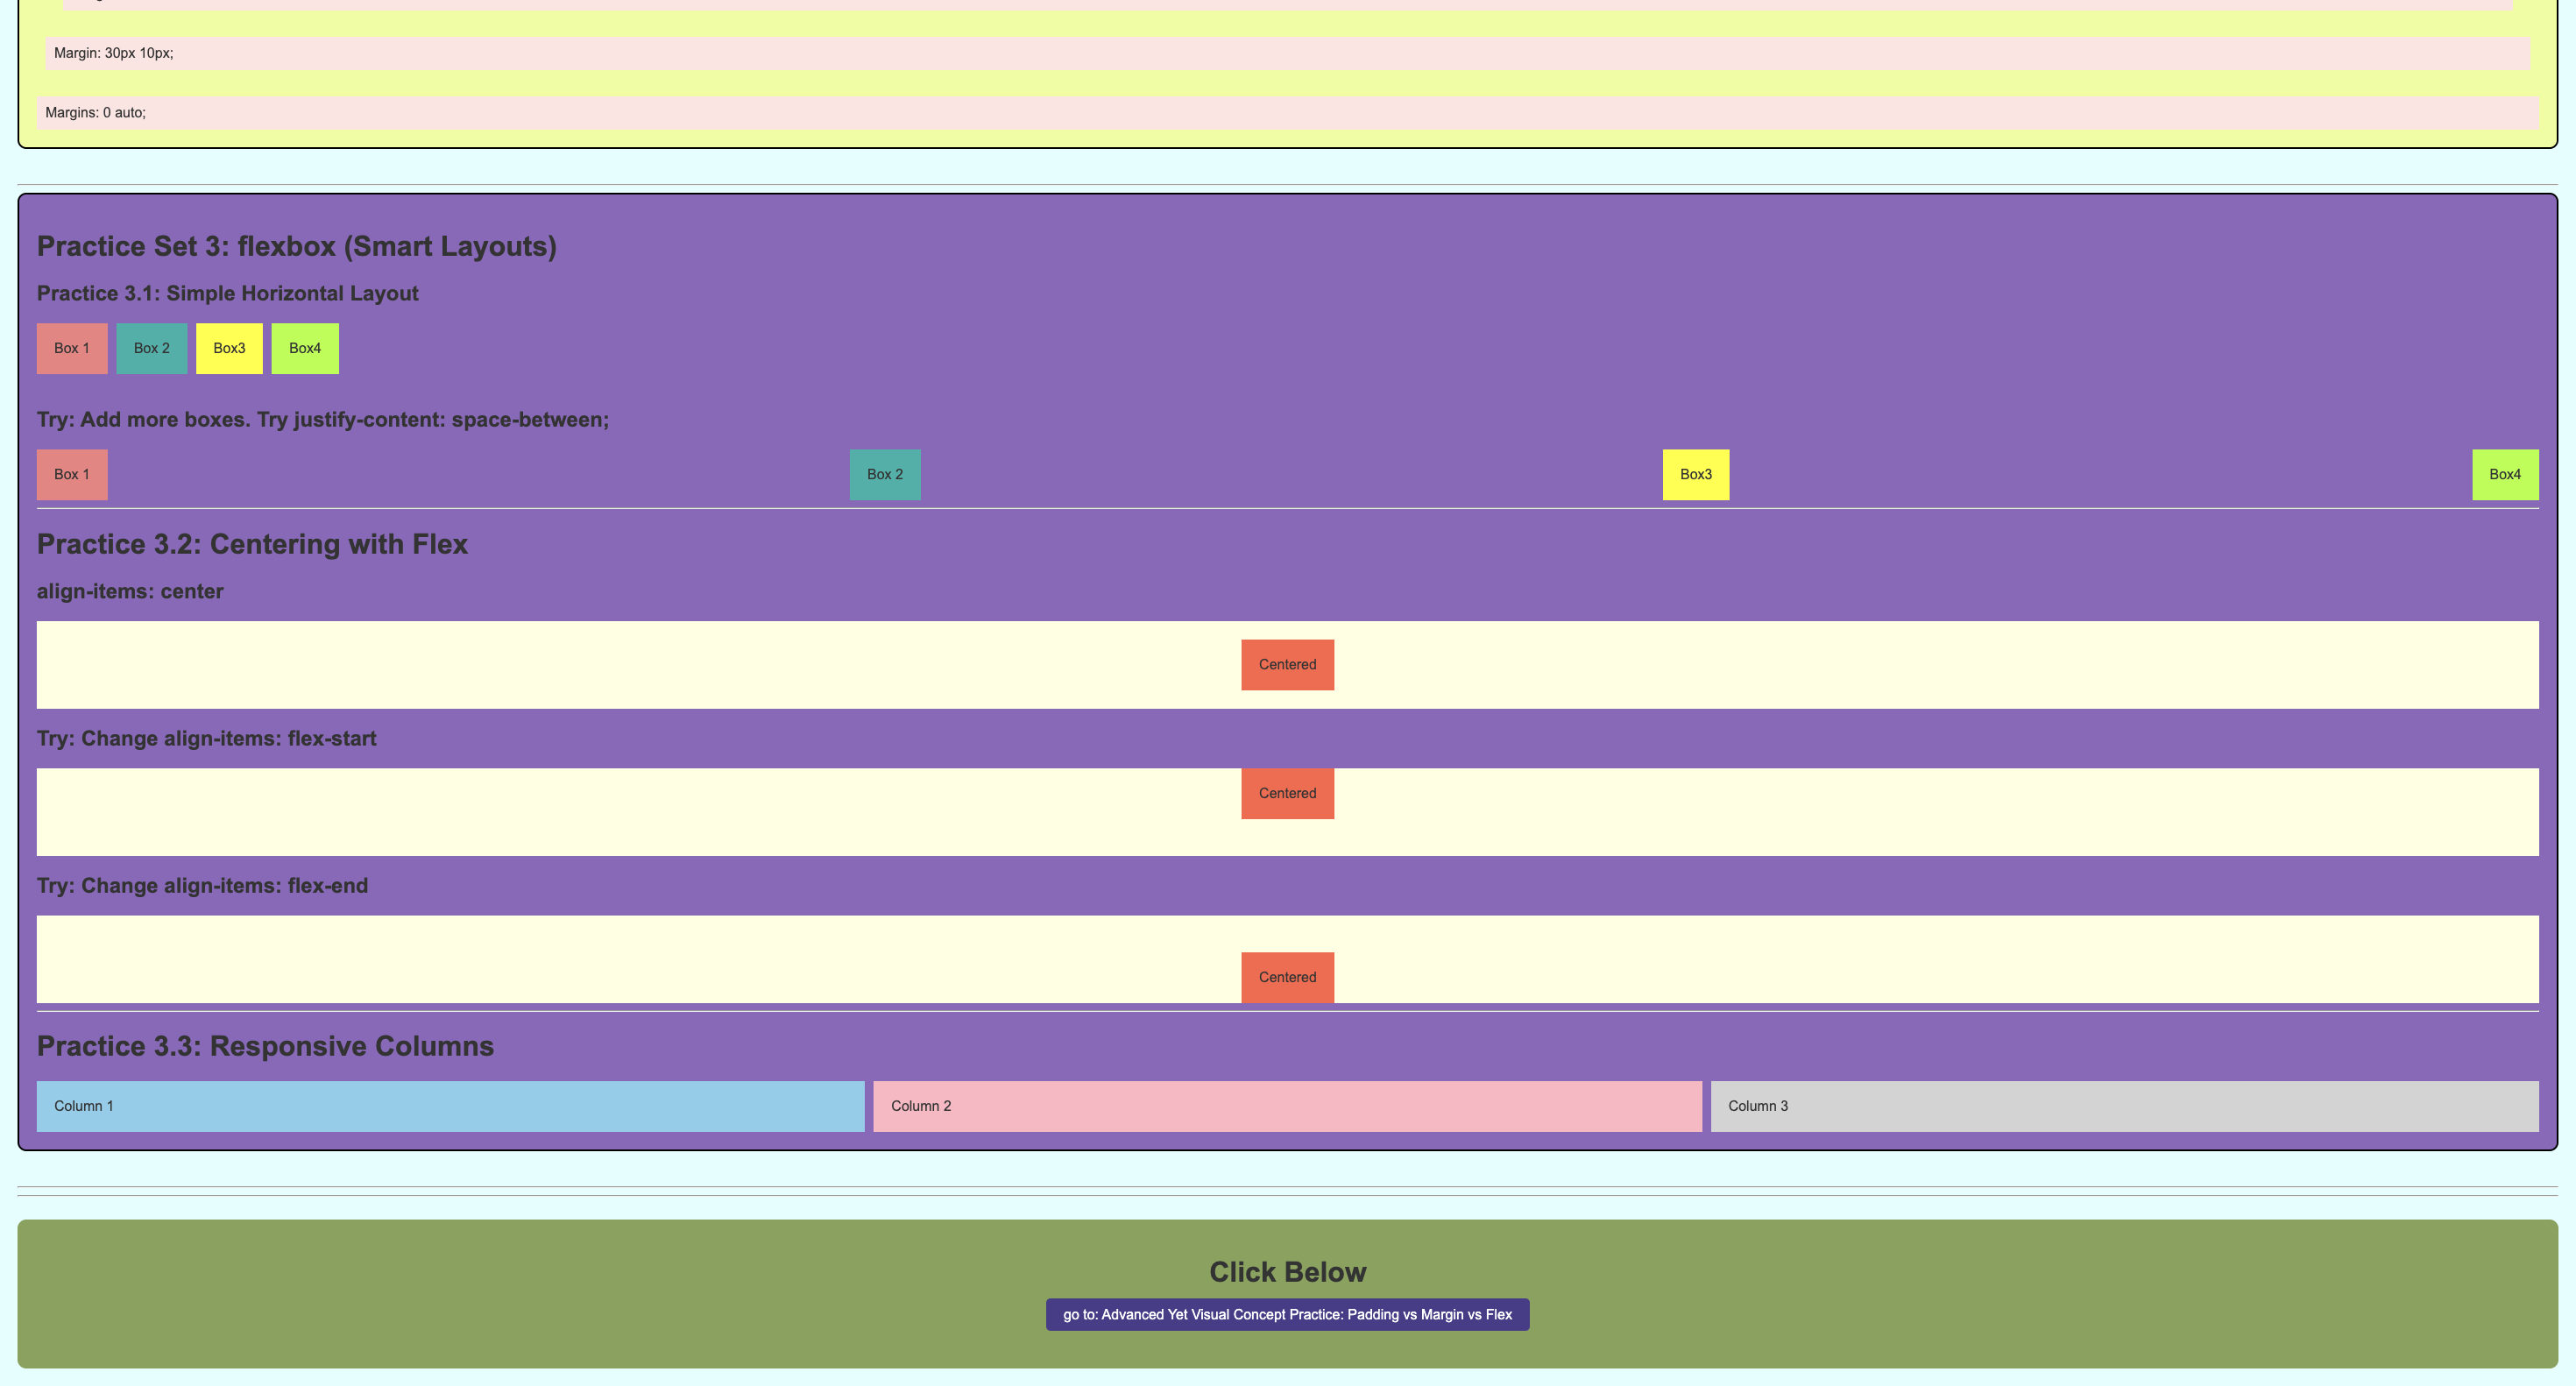 Margin: 30px 10px;
Margins: 0 auto;
Practice Set 3: flexbox (Smart Layouts)
Practice 3.1: Simple Horizontal Layout
Box 1 Box 2 Box3 Box4
Try: Add more boxes. Try justify-content: space-between;
Box 1 Box 2 Box3 Box4
Practice 3.2: Centering with Flex
align-items: center
Centered
Try: Change align-items: flex-start
Centered
Try: Change align-items: flex-end
Centered
Practice 3.3: Responsive Columns
Column 1 Column 2 Column 3
Click Below
go to: Advanced Yet Visual Concept Practice: Padding vs Margin vs Flex